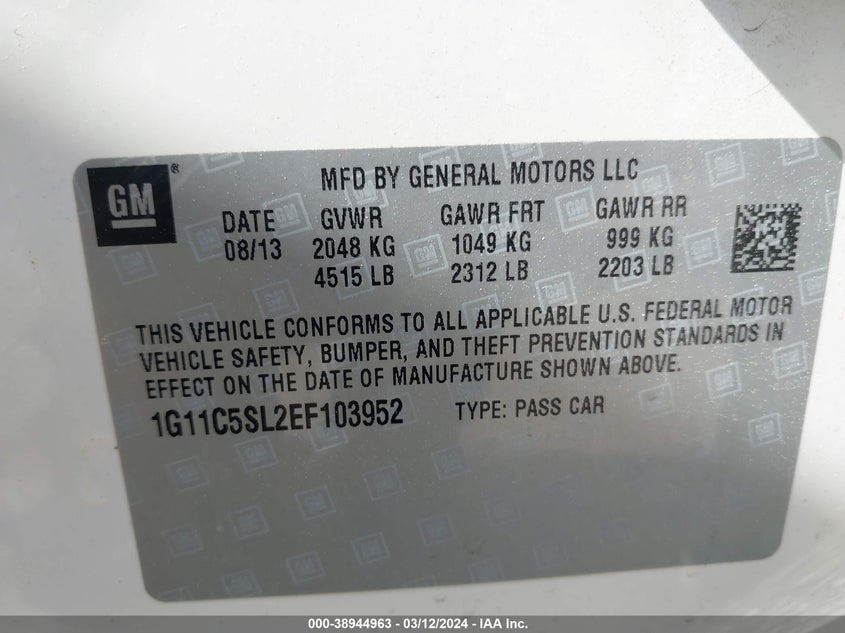 GM®
MFD BY GENERAL MOTORS LLC
DATE GVWR GAWR FRT GAWR RR
08/13 2048 KG 1049 KG 999 KG
4515 LB 2312 LB 2203 LB
THIS VEHICLE CONFORMS TO ALL APPLICABLE U.S. FEDERAL MOTOR
VEHICLE SAFETY, BUMPER, AND THEFT PREVENTION STANDARDS IN
EFFECT ON THE DATE OF MANUFACTURE SHOWN ABOVE.
1G11C5SL2EF103952 TYPE: PASS CAR
000-38944963 - 03/12/2024 - IAA Inc.